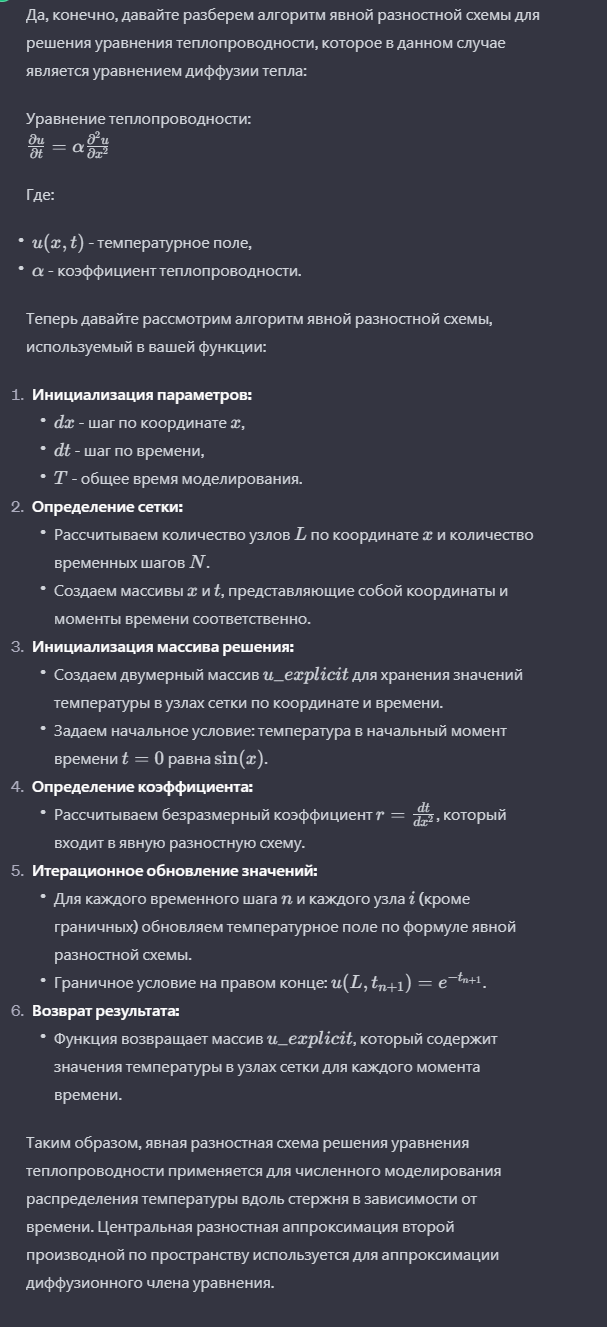 Да, конечно, давайте разберем алгоритм явной разностной схемы для
решения уравнения теплопроводности, которое в данном случае
является уравнением диффузии тепла:
Уравнение теплопроводности:
∂u/∂t = α ∂²u/∂x²
Где:
• u(x, t) - температурное поле,
• α - коэффициент теплопроводности.
Теперь давайте рассмотрим алгоритм явной разностной схемы,
используемый в вашей функции:
1. Инициализация параметров:
• dx - шаг по координате x,
• dt - шаг по времени,
• T - общее время моделирования.
2. Определение сетки:
• Рассчитываем количество узлов L по координате x и количество
временных шагов N.
• Создаем массивы x и t, представляющие собой координаты и
моменты времени соответственно.
3. Инициализация массива решения:
• Создаем двумерный массив u_explicit для хранения значений
температуры в узлах сетки по координате и времени.
• Задаем начальное условие: температура в начальный момент
времени t = 0 равна sin(x).
4. Определение коэффициента:
• Рассчитываем безразмерный коэффициент r = dt/dx², который
входит в явную разностную схему.
5. Итерационное обновление значений:
• Для каждого временного шага n и каждого узла i (кроме
граничных) обновляем температурное поле по формуле явной
разностной схемы.
• Граничное условие на правом конце: u(L, tₙ₊₁) = e^(−tₙ₊₁).
6. Возврат результата:
• Функция возвращает массив u_explicit, который содержит
значения температуры в узлах сетки для каждого момента
времени.
Таким образом, явная разностная схема решения уравнения
теплопроводности применяется для численного моделирования
распределения температуры вдоль стержня в зависимости от
времени. Центральная разностная аппроксимация второй
производной по пространству используется для аппроксимации
диффузионного члена уравнения.